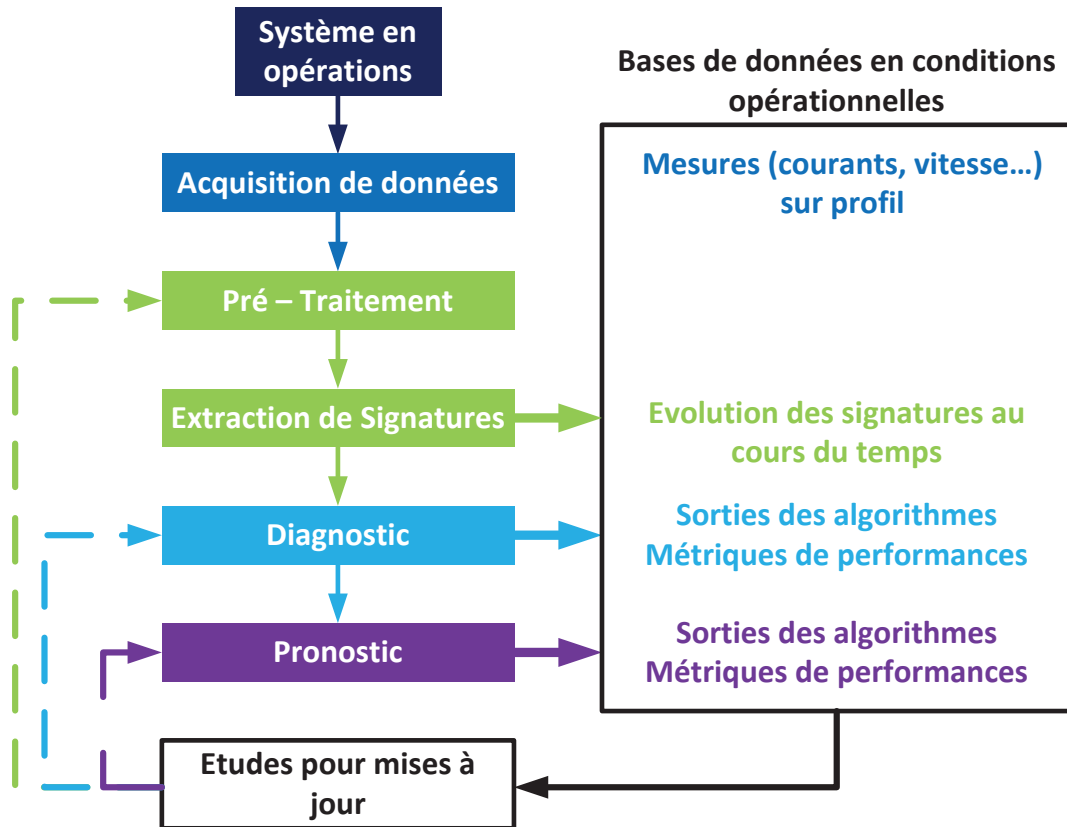 Système en
opérations
Bases de données en conditions
opérationnelles
Acquisition de données
Mesures (courants, vitesse…)
sur profil
Pré – Traitement
Extraction de Signatures
Evolution des signatures au
cours du temps
Diagnostic
Sorties des algorithmes
Métriques de performances
Pronostic
Sorties des algorithmes
Métriques de performances
Etudes pour mises à
jour